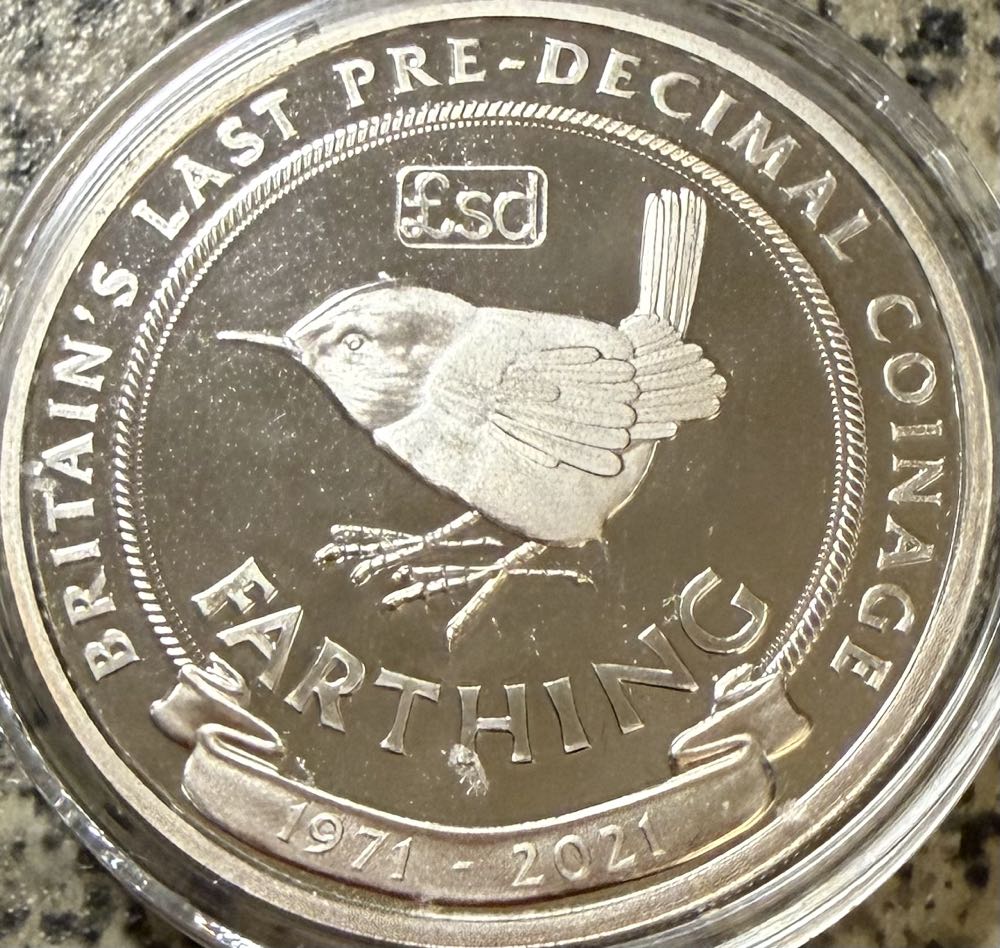 BRITAIN'S LAST PRE-DECIMAL COINAGE
£sd
FARTHING
1971 - 2021